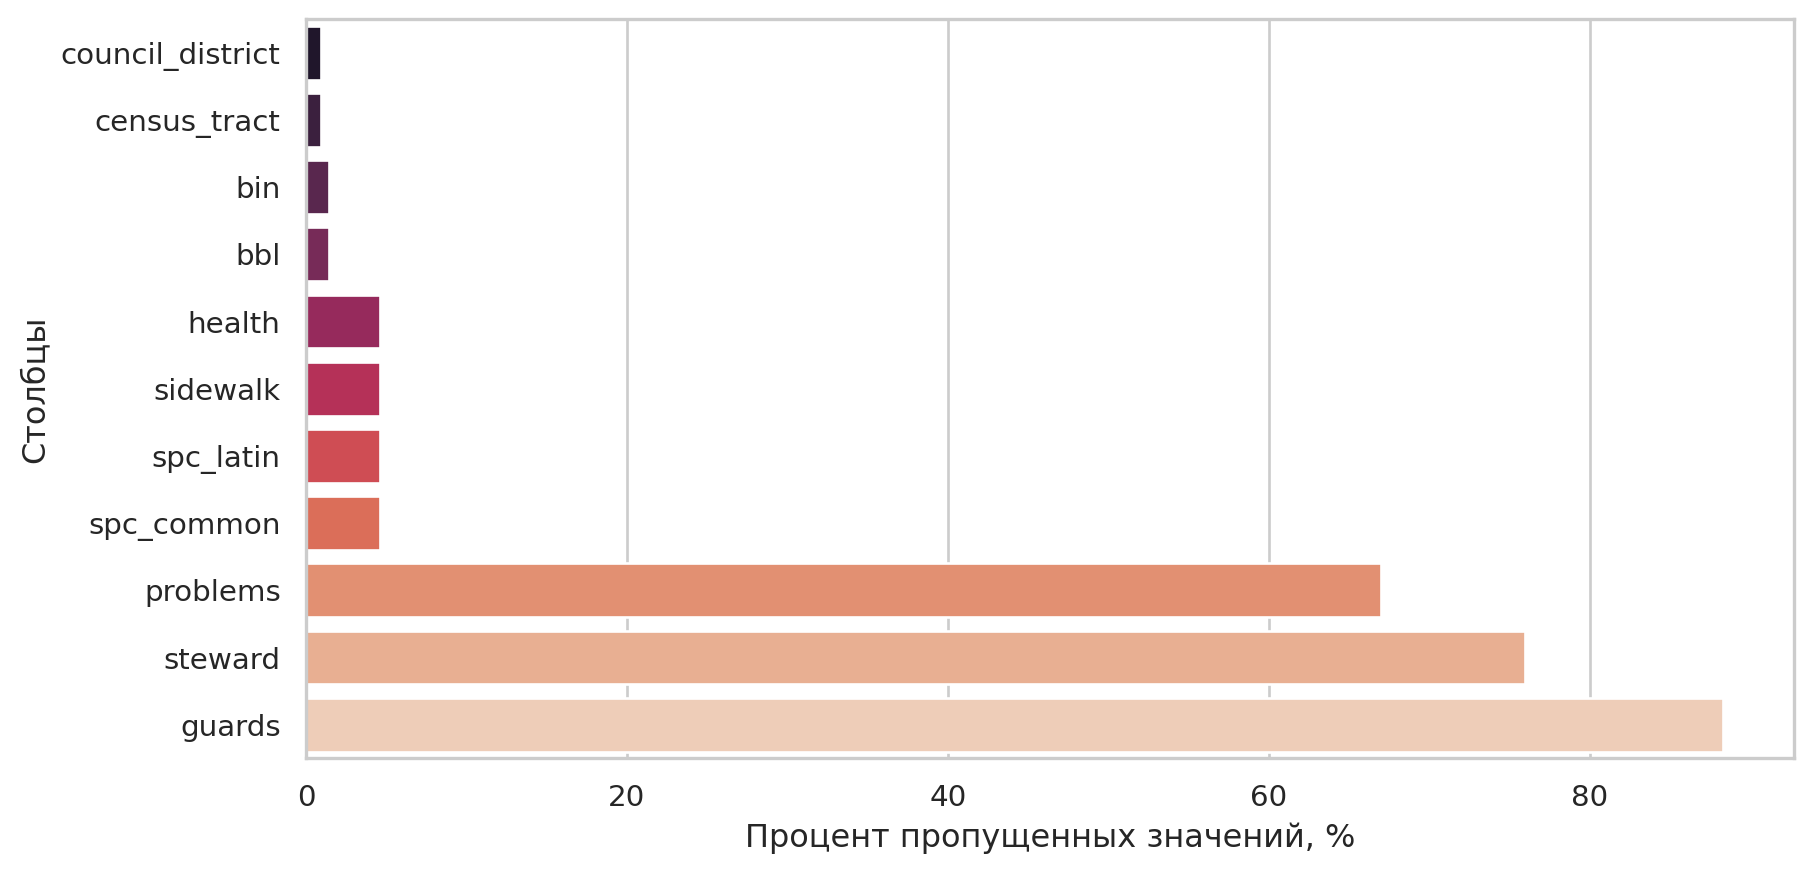 council_district
census_tract
bin
bbl
health
sidewalk
spc_latin
spc_common
problems
steward
guards
Столбцы
0 20 40 60 80
Процент пропущенных значений, %